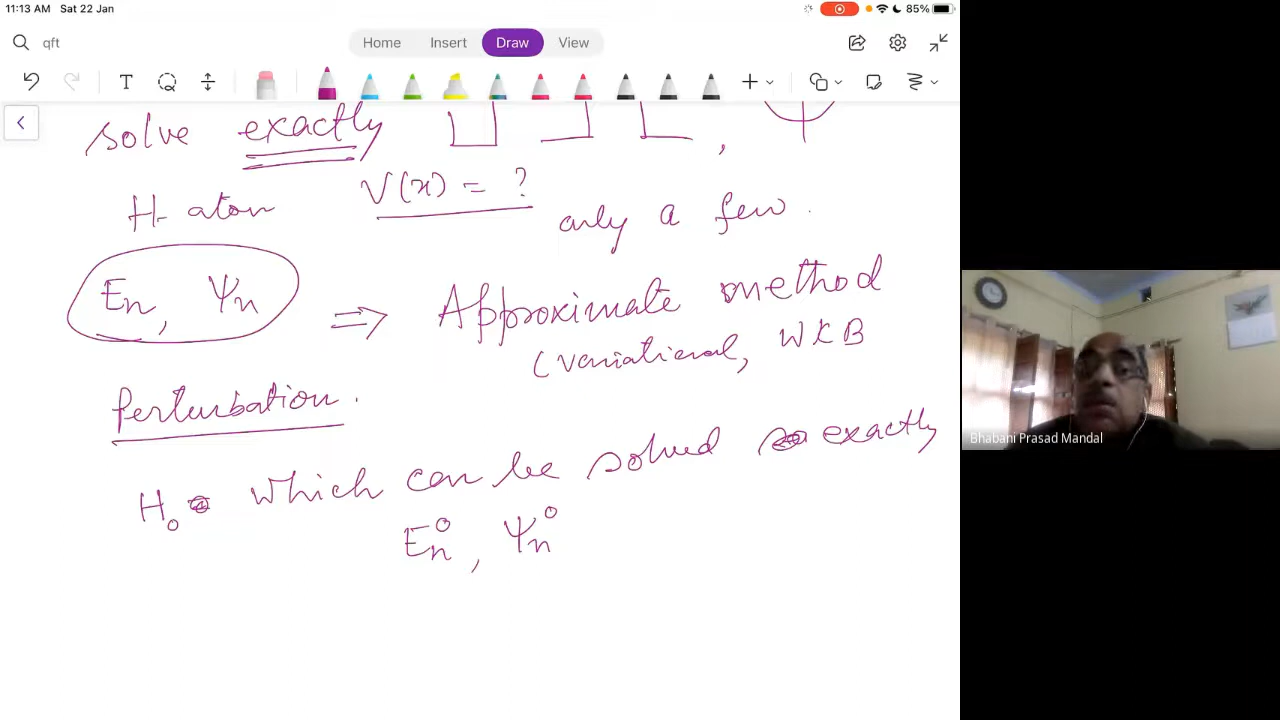 11:13 AM Sat 22 Jan
85%
qft
Home Insert Draw View
solve exactly
,
H-atom V(x) = ? only a few.
En, Ψn ⇒ Approximate method
(variational, WKB
Perturbation.
H₀ which can be solved exactly
En⁰, Ψn⁰
Bhabani Prasad Mandal